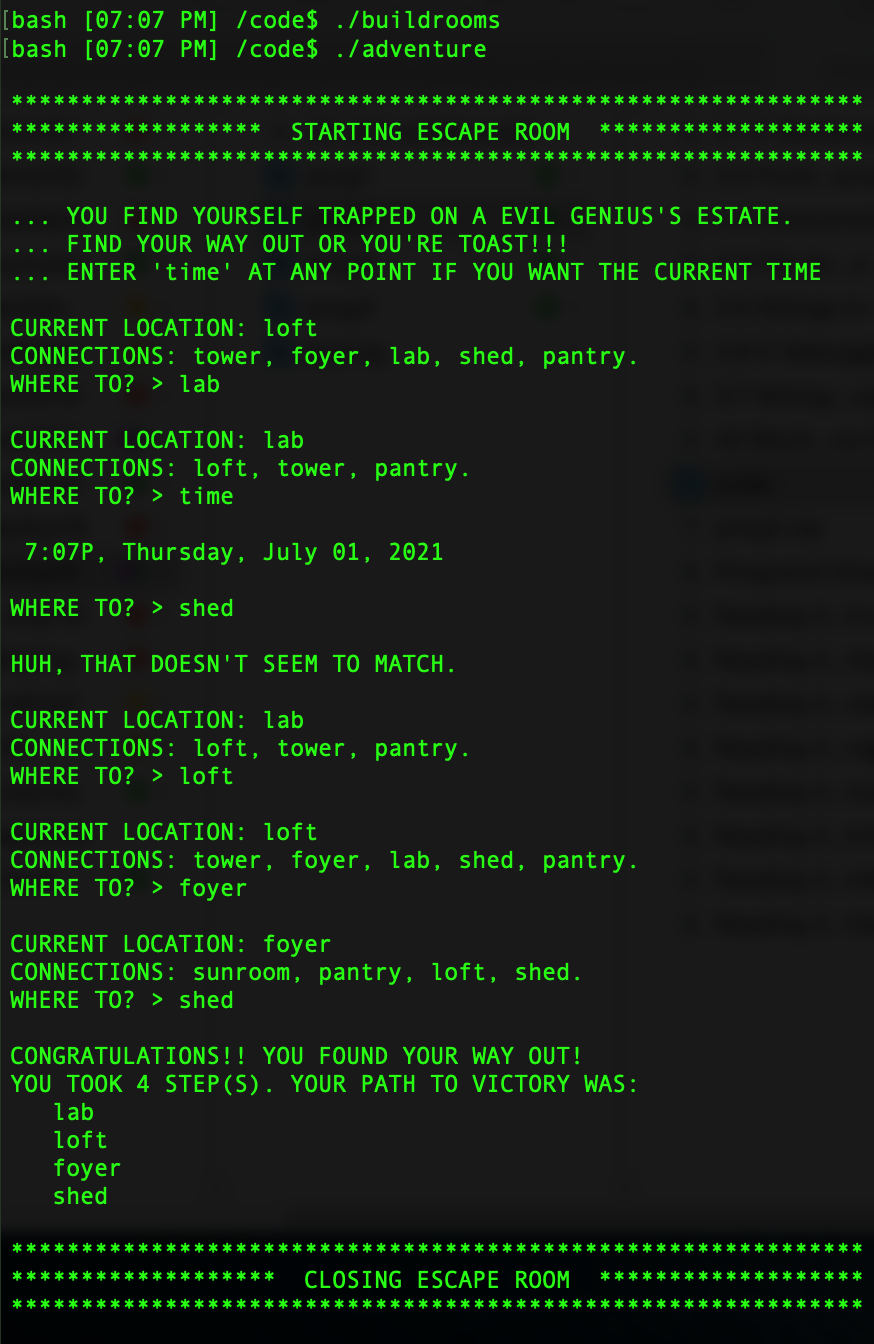 [bash [07:07 PM] /code$ ./buildrooms
[bash [07:07 PM] /code$ ./adventure
*************************************************************
******************  STARTING ESCAPE ROOM  *******************
*************************************************************
... YOU FIND YOURSELF TRAPPED ON A EVIL GENIUS'S ESTATE.
... FIND YOUR WAY OUT OR YOU'RE TOAST!!!
... ENTER 'time' AT ANY POINT IF YOU WANT THE CURRENT TIME
CURRENT LOCATION: loft
CONNECTIONS: tower, foyer, lab, shed, pantry.
WHERE TO? > lab
CURRENT LOCATION: lab
CONNECTIONS: loft, tower, pantry.
WHERE TO? > time
 7:07P, Thursday, July 01, 2021
WHERE TO? > shed
HUH, THAT DOESN'T SEEM TO MATCH.
CURRENT LOCATION: lab
CONNECTIONS: loft, tower, pantry.
WHERE TO? > loft
CURRENT LOCATION: loft
CONNECTIONS: tower, foyer, lab, shed, pantry.
WHERE TO? > foyer
CURRENT LOCATION: foyer
CONNECTIONS: sunroom, pantry, loft, shed.
WHERE TO? > shed
CONGRATULATIONS!! YOU FOUND YOUR WAY OUT!
YOU TOOK 4 STEP(S). YOUR PATH TO VICTORY WAS:
   lab
   loft
   foyer
   shed
*************************************************************
*******************  CLOSING ESCAPE ROOM  *******************
*************************************************************